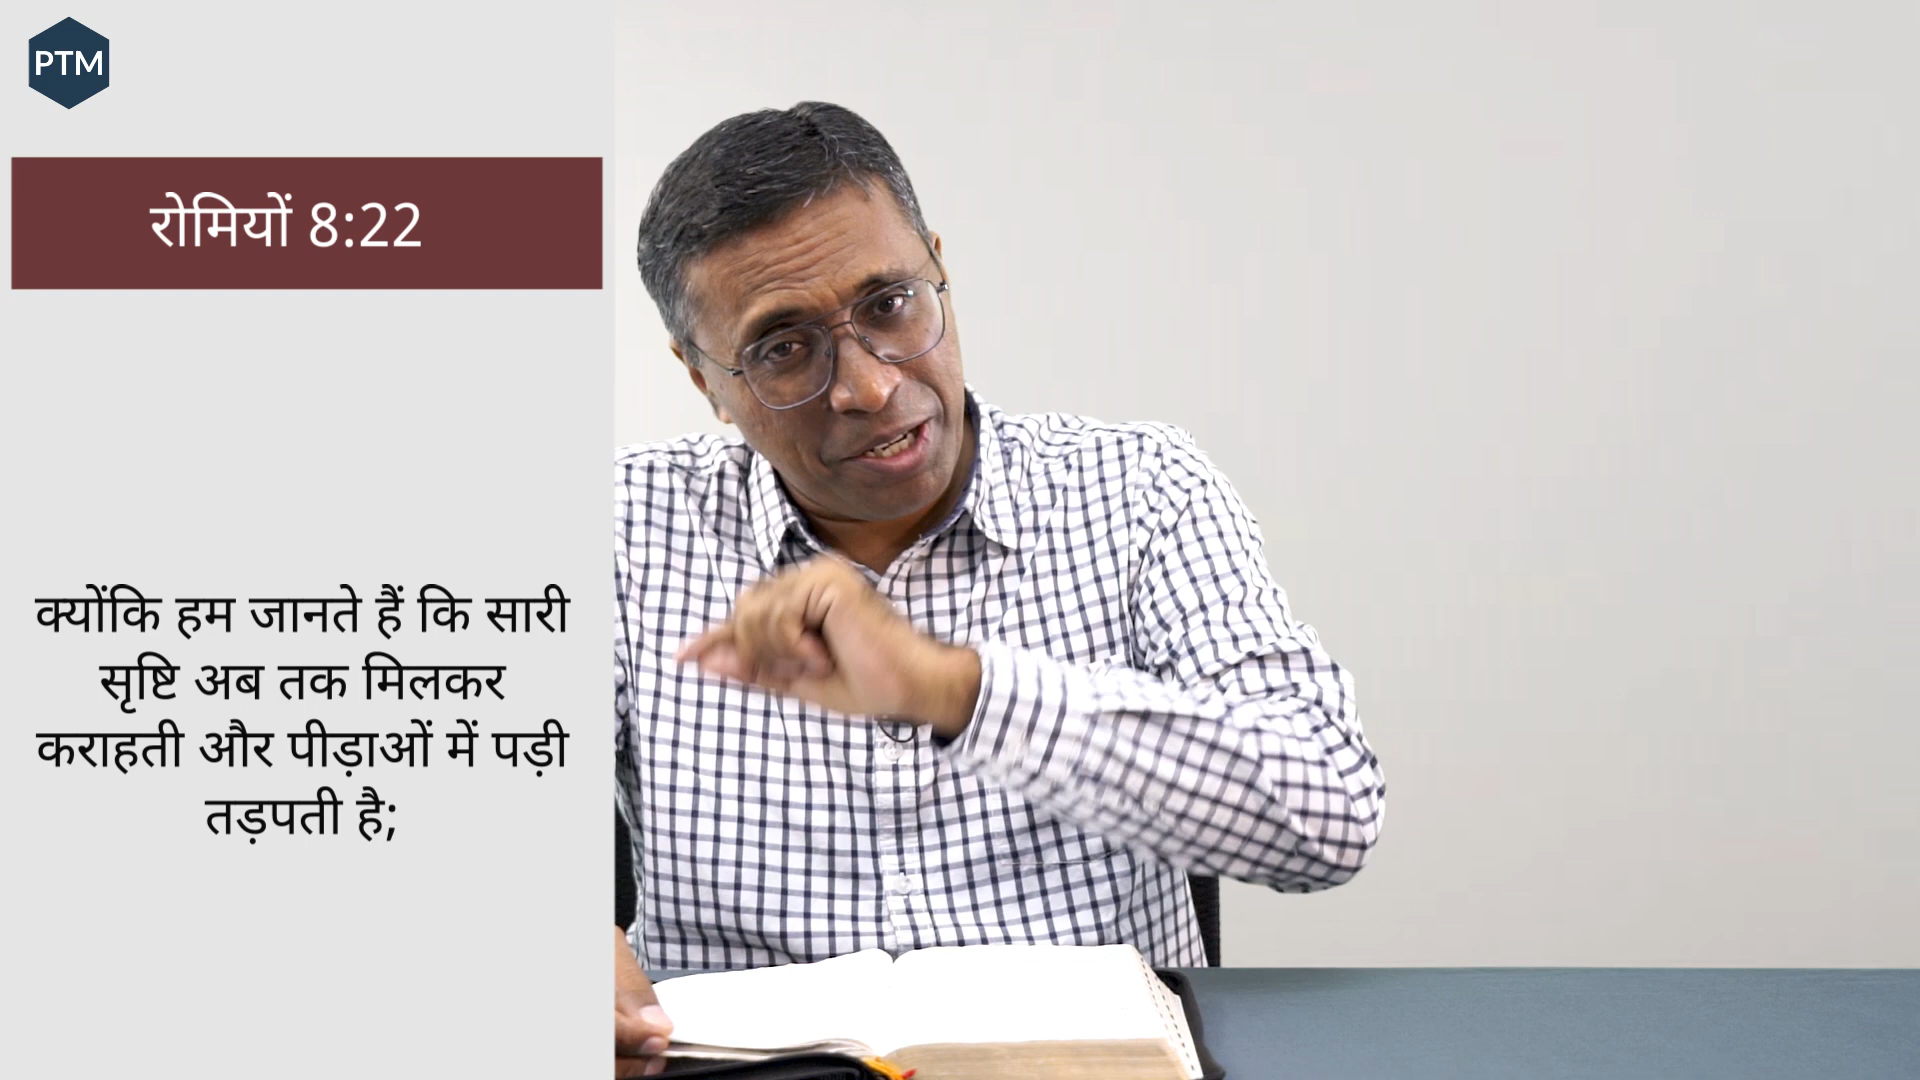 PTM
रोमियों 8:22
क्योंकि हम जानते हैं कि सारी
सृष्टि अब तक मिलकर
कराहती और पीड़ाओं में पड़ी
तड़पती है;